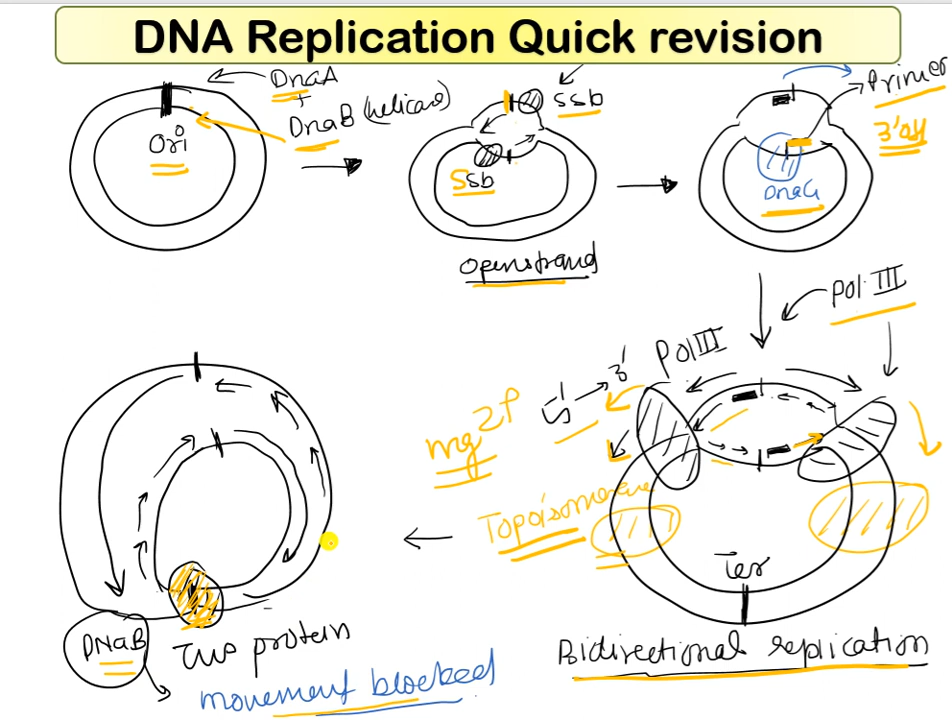 DNA Replication Quick revision
DnaA
+
DnaB (helicase)
Ori
Ssb
Ssb
Openstrand
Primer
3'OH
DnaG
Pol III
Pol III
5' → 3'
mg2+
Topoisomerase
Ter
Bidirectional replication
DNaB
Tus protein
movement blocked